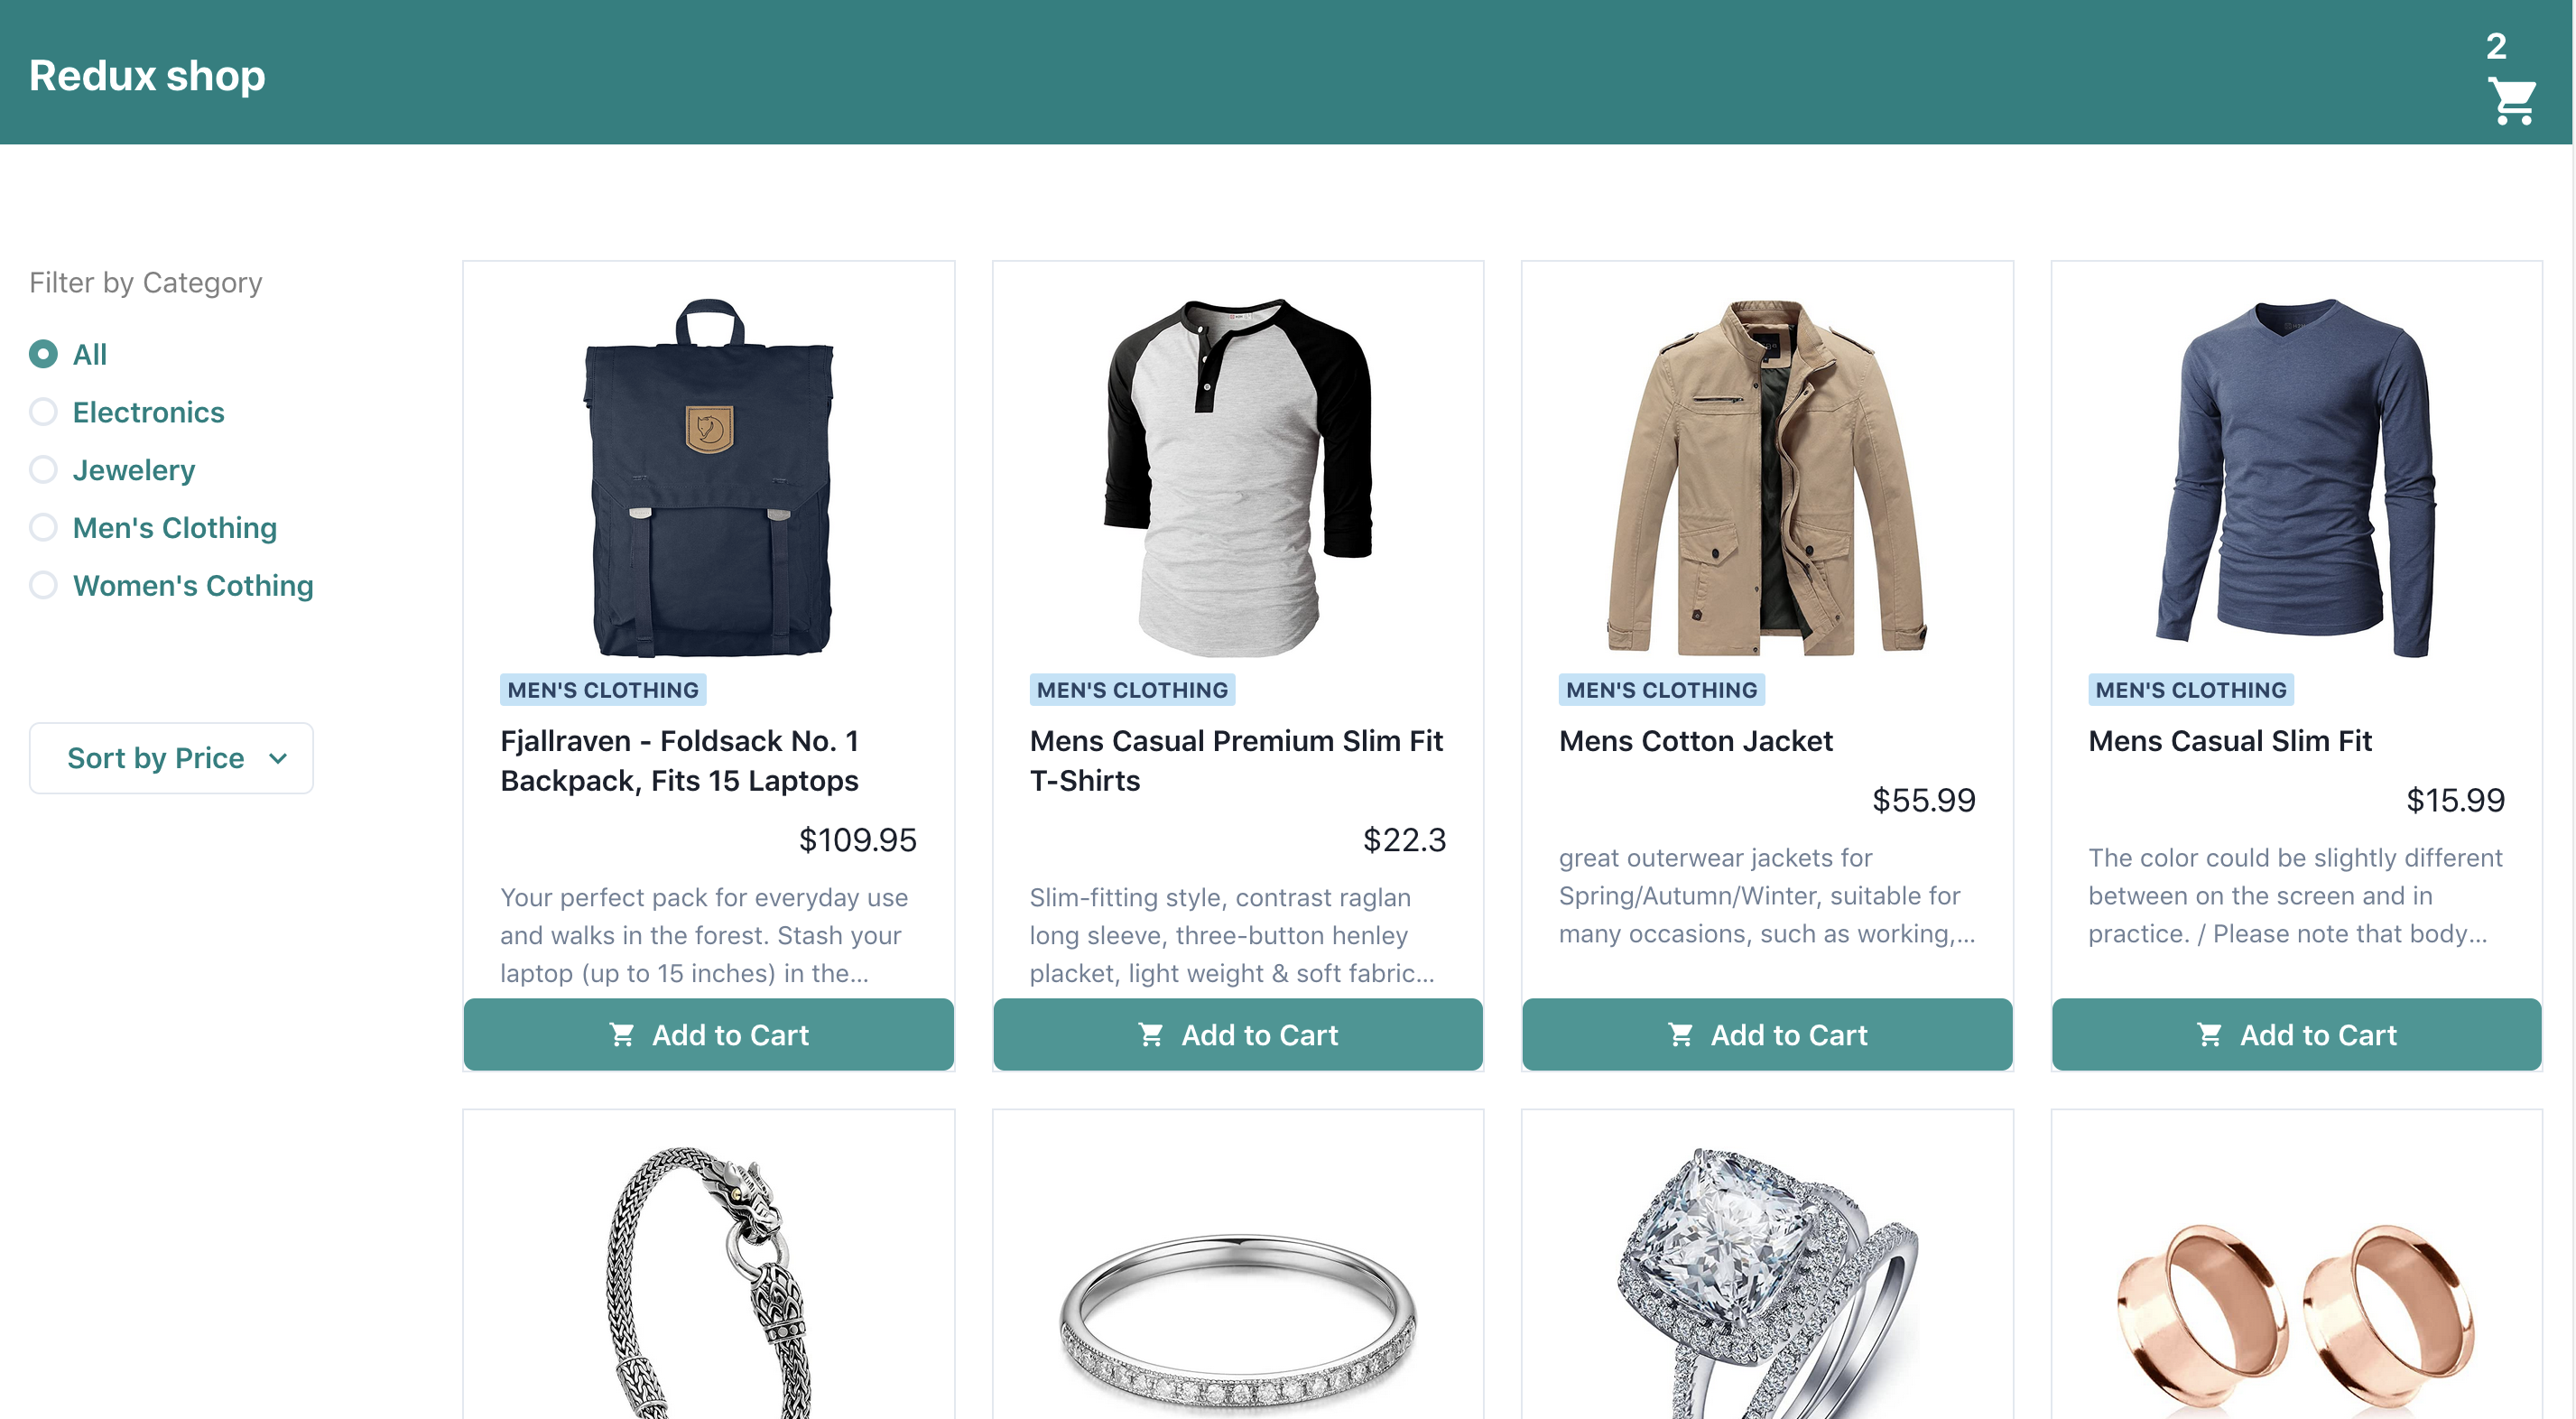 Redux shop
2
Filter by Category
All
Electronics
Jewelery
Men's Clothing
Women's Cothing
Sort by Price
MEN'S CLOTHING
Fjallraven - Foldsack No. 1
Backpack, Fits 15 Laptops
$109.95
Your perfect pack for everyday use
and walks in the forest. Stash your
laptop (up to 15 inches) in the...
Add to Cart
MEN'S CLOTHING
Mens Casual Premium Slim Fit
T-Shirts
$22.3
Slim-fitting style, contrast raglan
long sleeve, three-button henley
placket, light weight & soft fabric...
Add to Cart
MEN'S CLOTHING
Mens Cotton Jacket
$55.99
great outerwear jackets for
Spring/Autumn/Winter, suitable for
many occasions, such as working,...
Add to Cart
MEN'S CLOTHING
Mens Casual Slim Fit
$15.99
The color could be slightly different
between on the screen and in
practice. / Please note that body...
Add to Cart